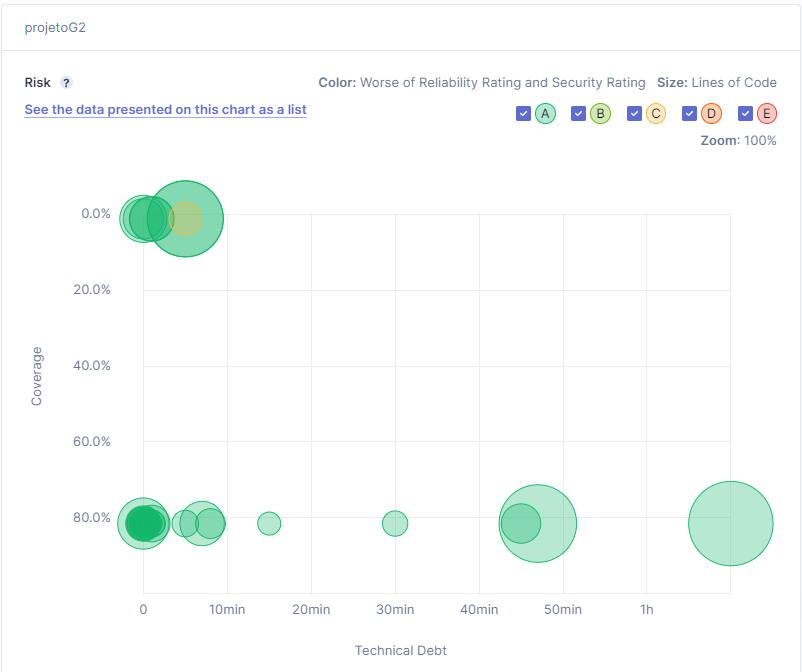 projetoG2
Risk ? Color: Worse of Reliability Rating and Security Rating Size: Lines of Code
See the data presented on this chart as a list
A B C D E
Zoom: 100%
0.0%
20.0%
40.0%
60.0%
80.0%
Coverage
0 10min 20min 30min 40min 50min 1h
Technical Debt